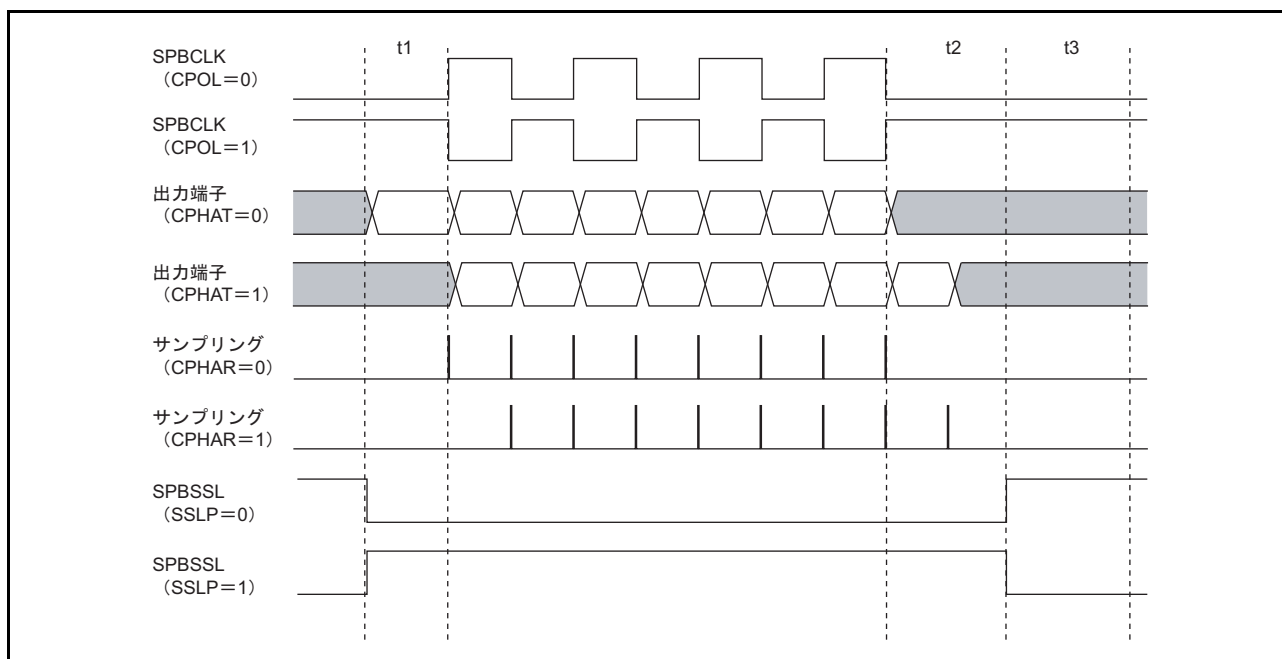 t1
t2
t3
SPBCLK
（CPOL＝0）
SPBCLK
（CPOL＝1）
出力端子
（CPHAT＝0）
出力端子
（CPHAT＝1）
サンプリング
（CPHAR＝0）
サンプリング
（CPHAR＝1）
SPBSSL
（SSLP＝0）
SPBSSL
（SSLP＝1）